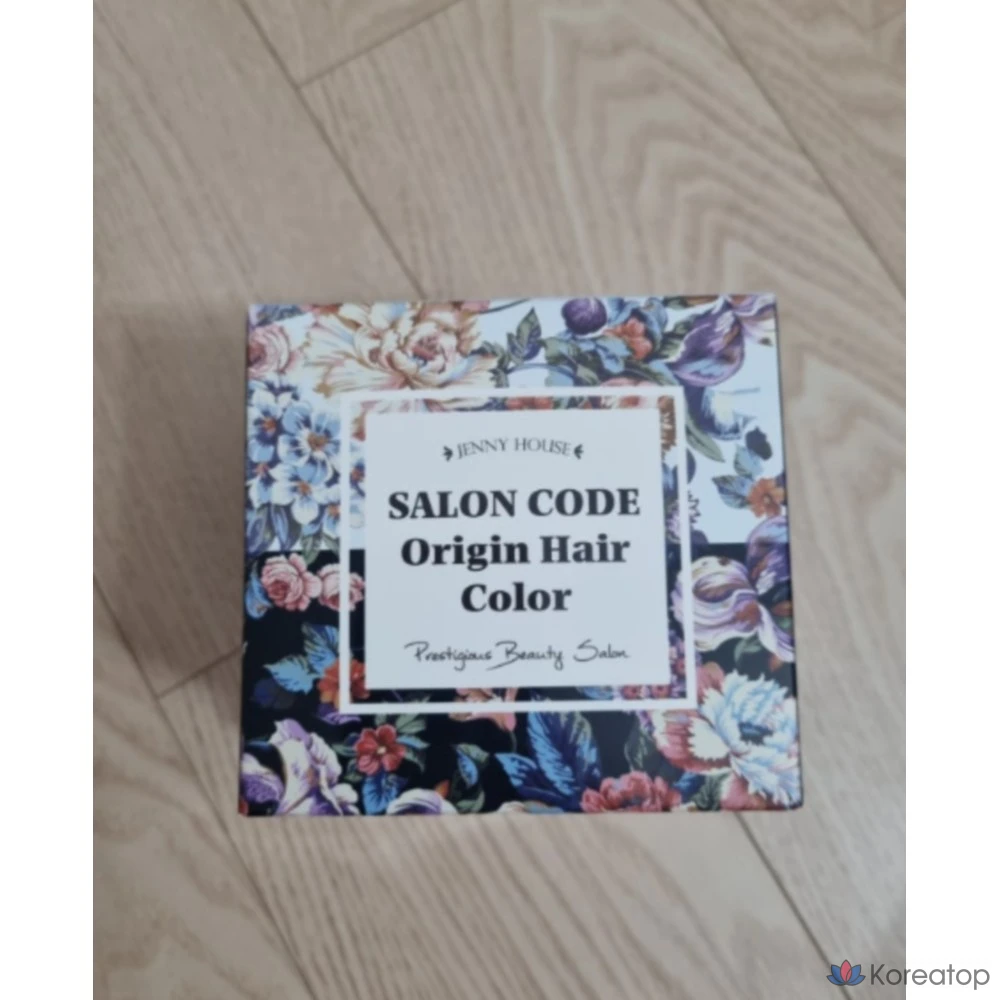 JENNY HOUSE
SALON CODE
Origin Hair
Color
Prestigious Beauty Salon
Koreatop